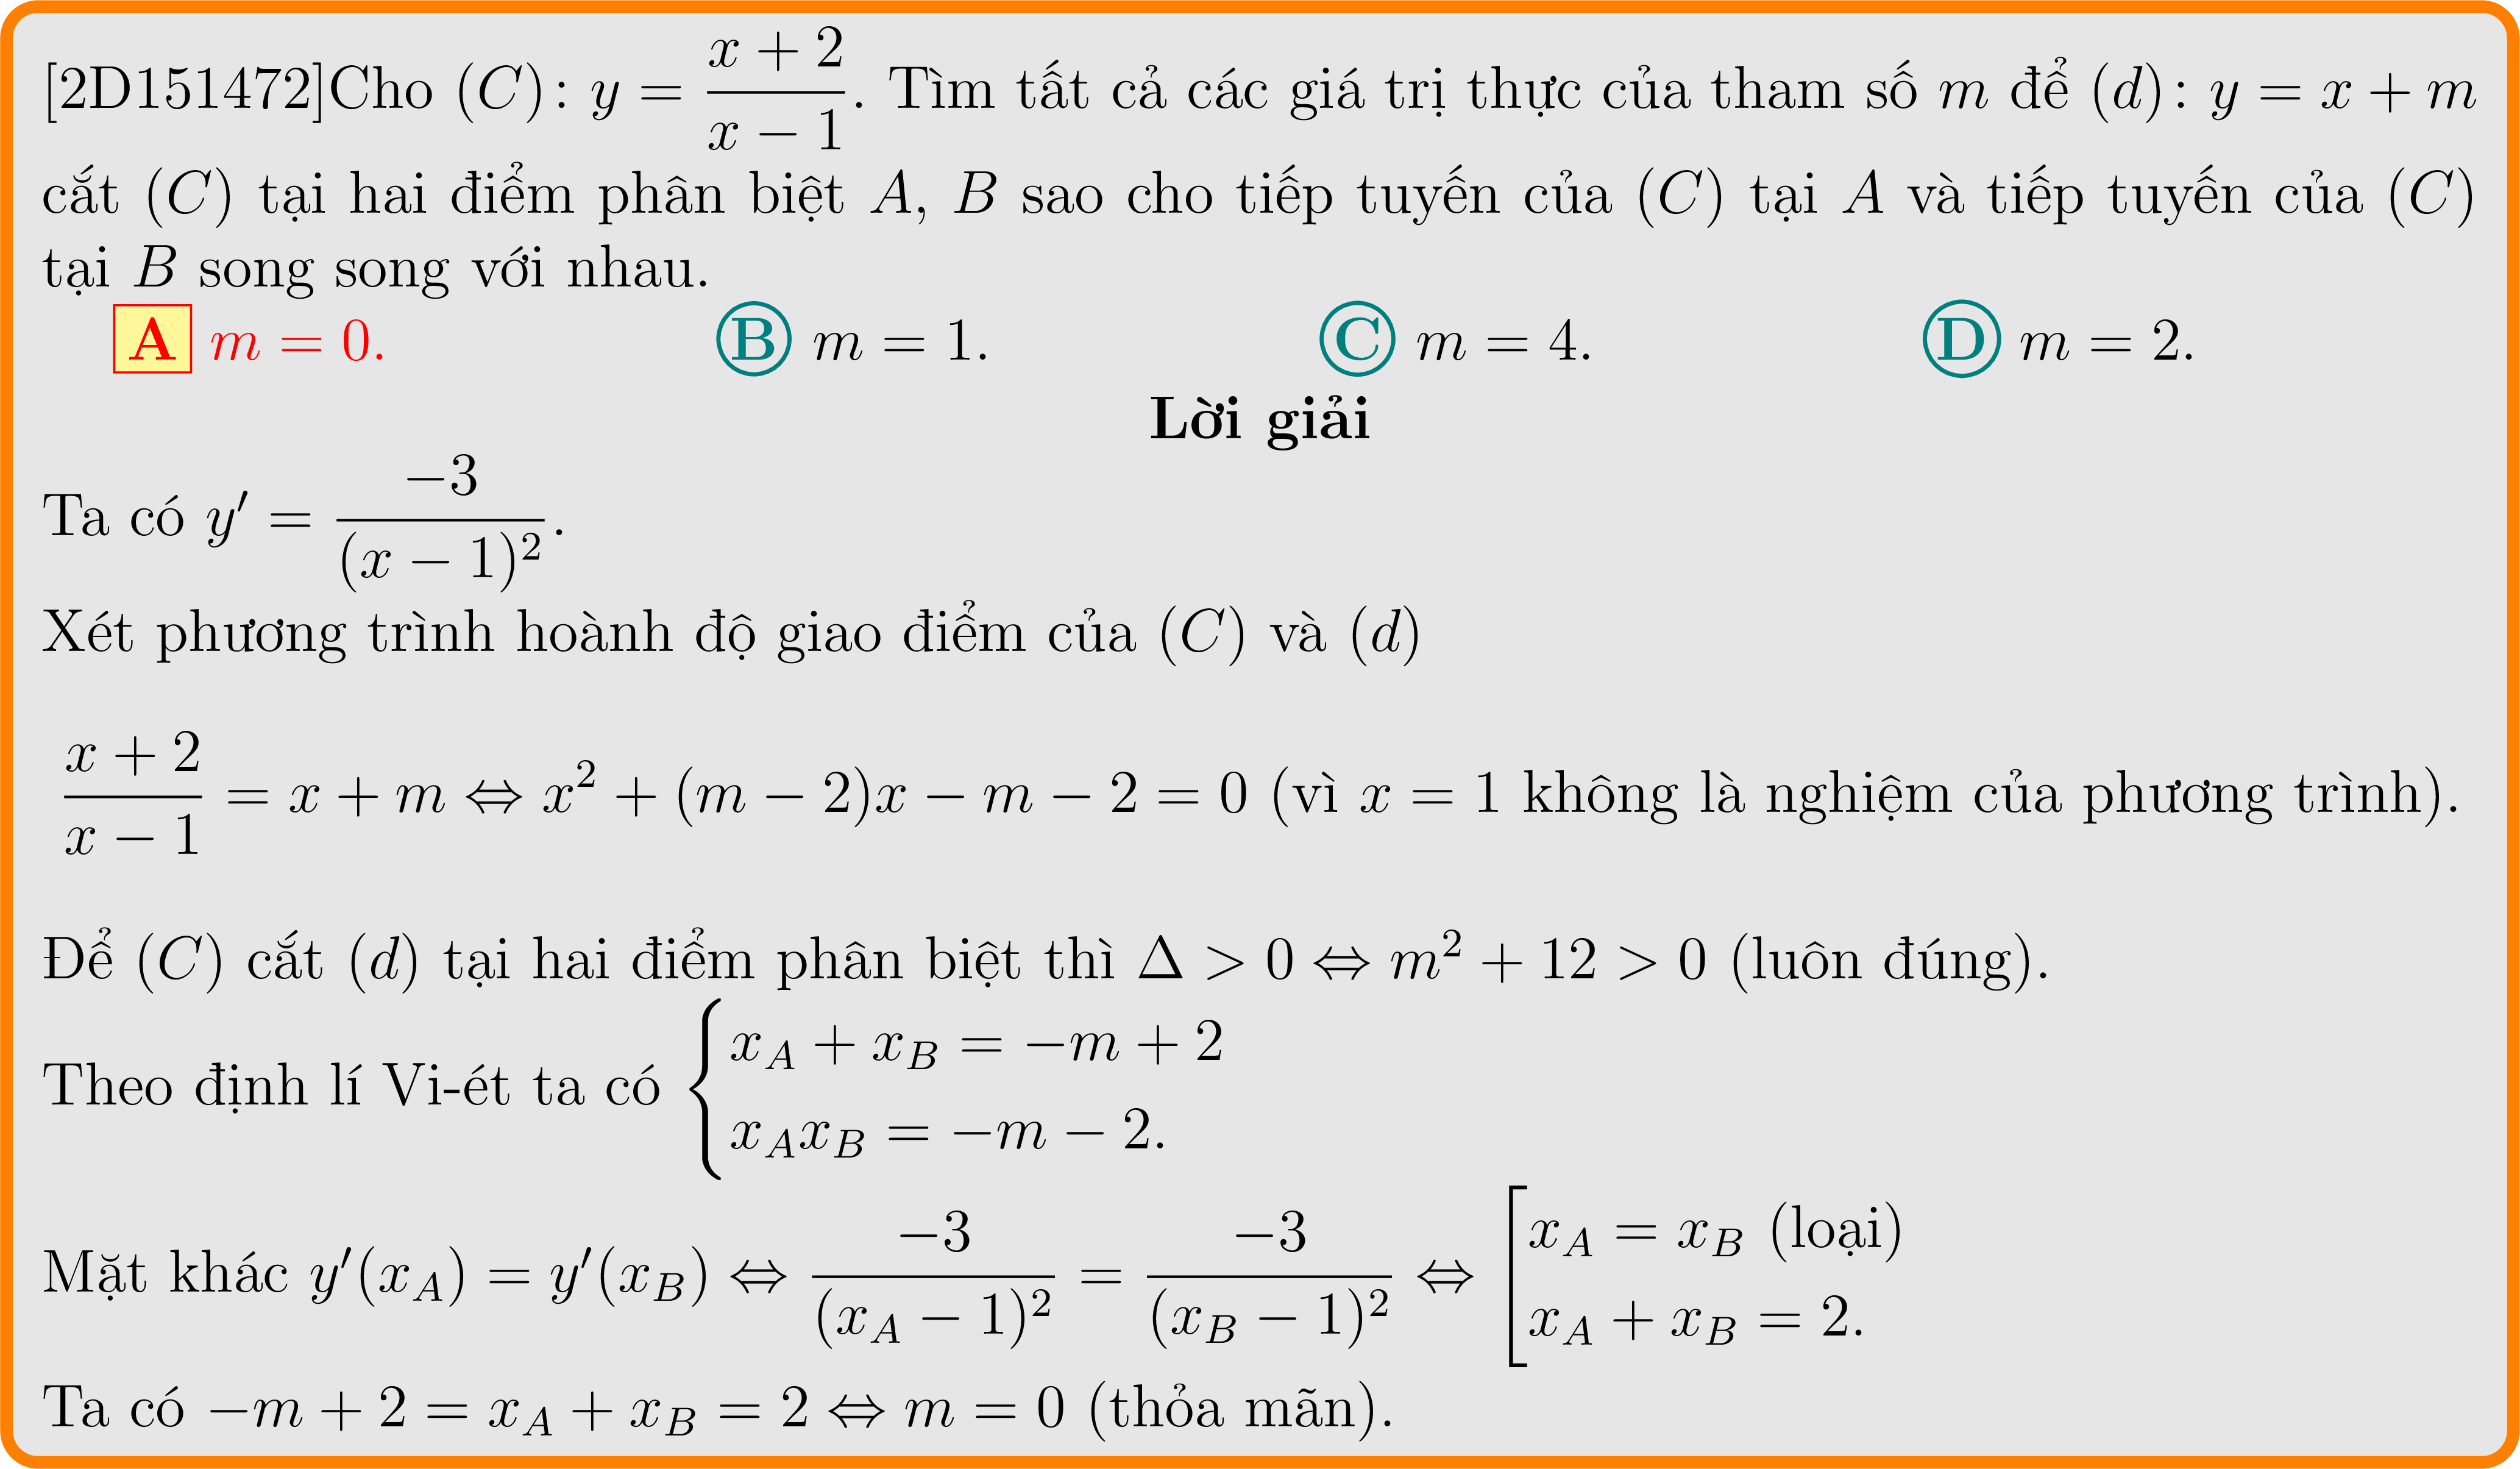 [2D151472]Cho $(C)\colon y = \dfrac{x+2}{x-1}$. Tìm tất cả các giá trị thực của tham số $m$ để $(d)\colon y = x + m$
cắt $(C)$ tại hai điểm phân biệt $A$, $B$ sao cho tiếp tuyến của $(C)$ tại $A$ và tiếp tuyến của $(C)$
tại $B$ song song với nhau.
A $m = 0$. B $m = 1$. C $m = 4$. D $m = 2$.
Lời giải
Ta có $y' = \dfrac{-3}{(x-1)^2}$.
Xét phương trình hoành độ giao điểm của $(C)$ và $(d)$
$\dfrac{x+2}{x-1} = x + m \Leftrightarrow x^2 + (m-2)x - m - 2 = 0$ (vì $x = 1$ không là nghiệm của phương trình).
Để $(C)$ cắt $(d)$ tại hai điểm phân biệt thì $\Delta > 0 \Leftrightarrow m^2 + 12 > 0$ (luôn đúng).
Theo định lí Vi-ét ta có $\begin{cases} x_A + x_B = -m + 2 \\ x_A x_B = -m - 2. \end{cases}$
Mặt khác $y'(x_A) = y'(x_B) \Leftrightarrow \dfrac{-3}{(x_A - 1)^2} = \dfrac{-3}{(x_B - 1)^2} \Leftrightarrow \left[\begin{array}{l} x_A = x_B \text{ (loại)} \\ x_A + x_B = 2. \end{array}\right.$
Ta có $-m + 2 = x_A + x_B = 2 \Leftrightarrow m = 0$ (thỏa mãn).